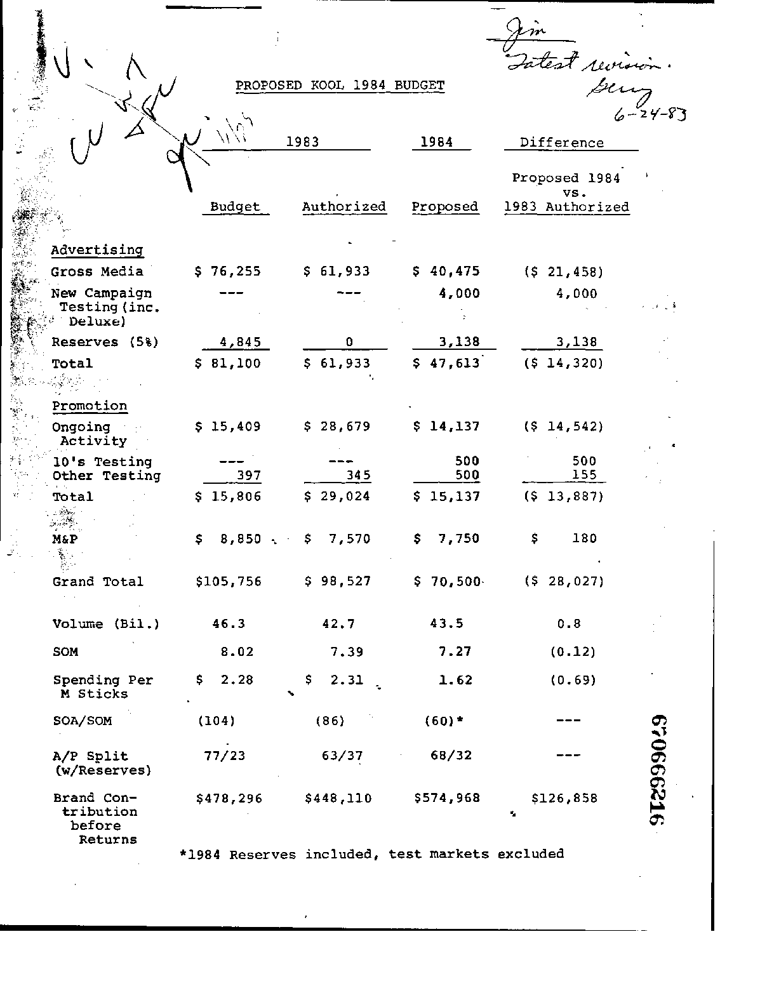 Jim
Latest revision.
Gerry
6-24-83
PROPOSED KOOL 1984 BUDGET
1983 1984 Difference
Proposed 1984
vs.
Budget Authorized Proposed 1983 Authorized
Advertising
Gross Media $ 76,255 $ 61,933 $ 40,475 ($ 21,458)
New Campaign --- --- 4,000 4,000
Testing (inc.
Deluxe)
Reserves (5%) 4,845 0 3,138 3,138
Total $ 81,100 $ 61,933 $ 47,613 ($ 14,320)
Promotion
Ongoing $ 15,409 $ 28,679 $ 14,137 ($ 14,542)
Activity
10's Testing --- --- 500 500
Other Testing 397 345 500 155
Total $ 15,806 $ 29,024 $ 15,137 ($ 13,887)
M&P $ 8,850 $ 7,570 $ 7,750 $ 180
Grand Total $105,756 $ 98,527 $ 70,500 ($ 28,027)
Volume (Bil.) 46.3 42.7 43.5 0.8
SOM 8.02 7.39 7.27 (0.12)
Spending Per $ 2.28 $ 2.31 1.62 (0.69)
M Sticks
SOA/SOM (104) (86) (60)* ---
A/P Split 77/23 63/37 68/32 ---
(w/Reserves)
Brand Con- $478,296 $448,110 $574,968 $126,858
tribution
before
Returns
*1984 Reserves included, test markets excluded
670666216